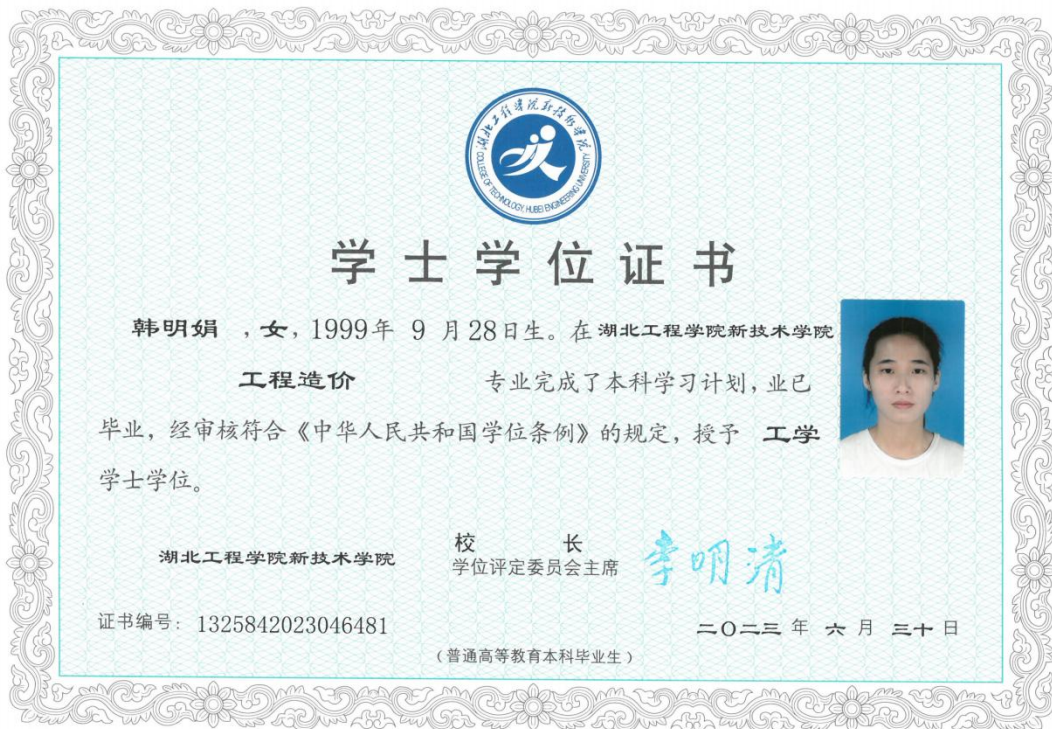 湖北工程学院新技术学院
COLLEGE OF TECHNOLOGY, HUBEI ENGINEERING UNIVERSITY
学士学位证书
韩明娟 ，女，1999年 9 月28日生。在湖北工程学院新技术学院
工程造价 专业完成了本科学习计划，业已
毕业，经审核符合《中华人民共和国学位条例》的规定，授予 工学
学士学位。
湖北工程学院新技术学院
校 长
学位评定委员会主席 李明清
证书编号：1325842023046481
二〇二三年 六 月 三十 日
（普通高等教育本科毕业生）